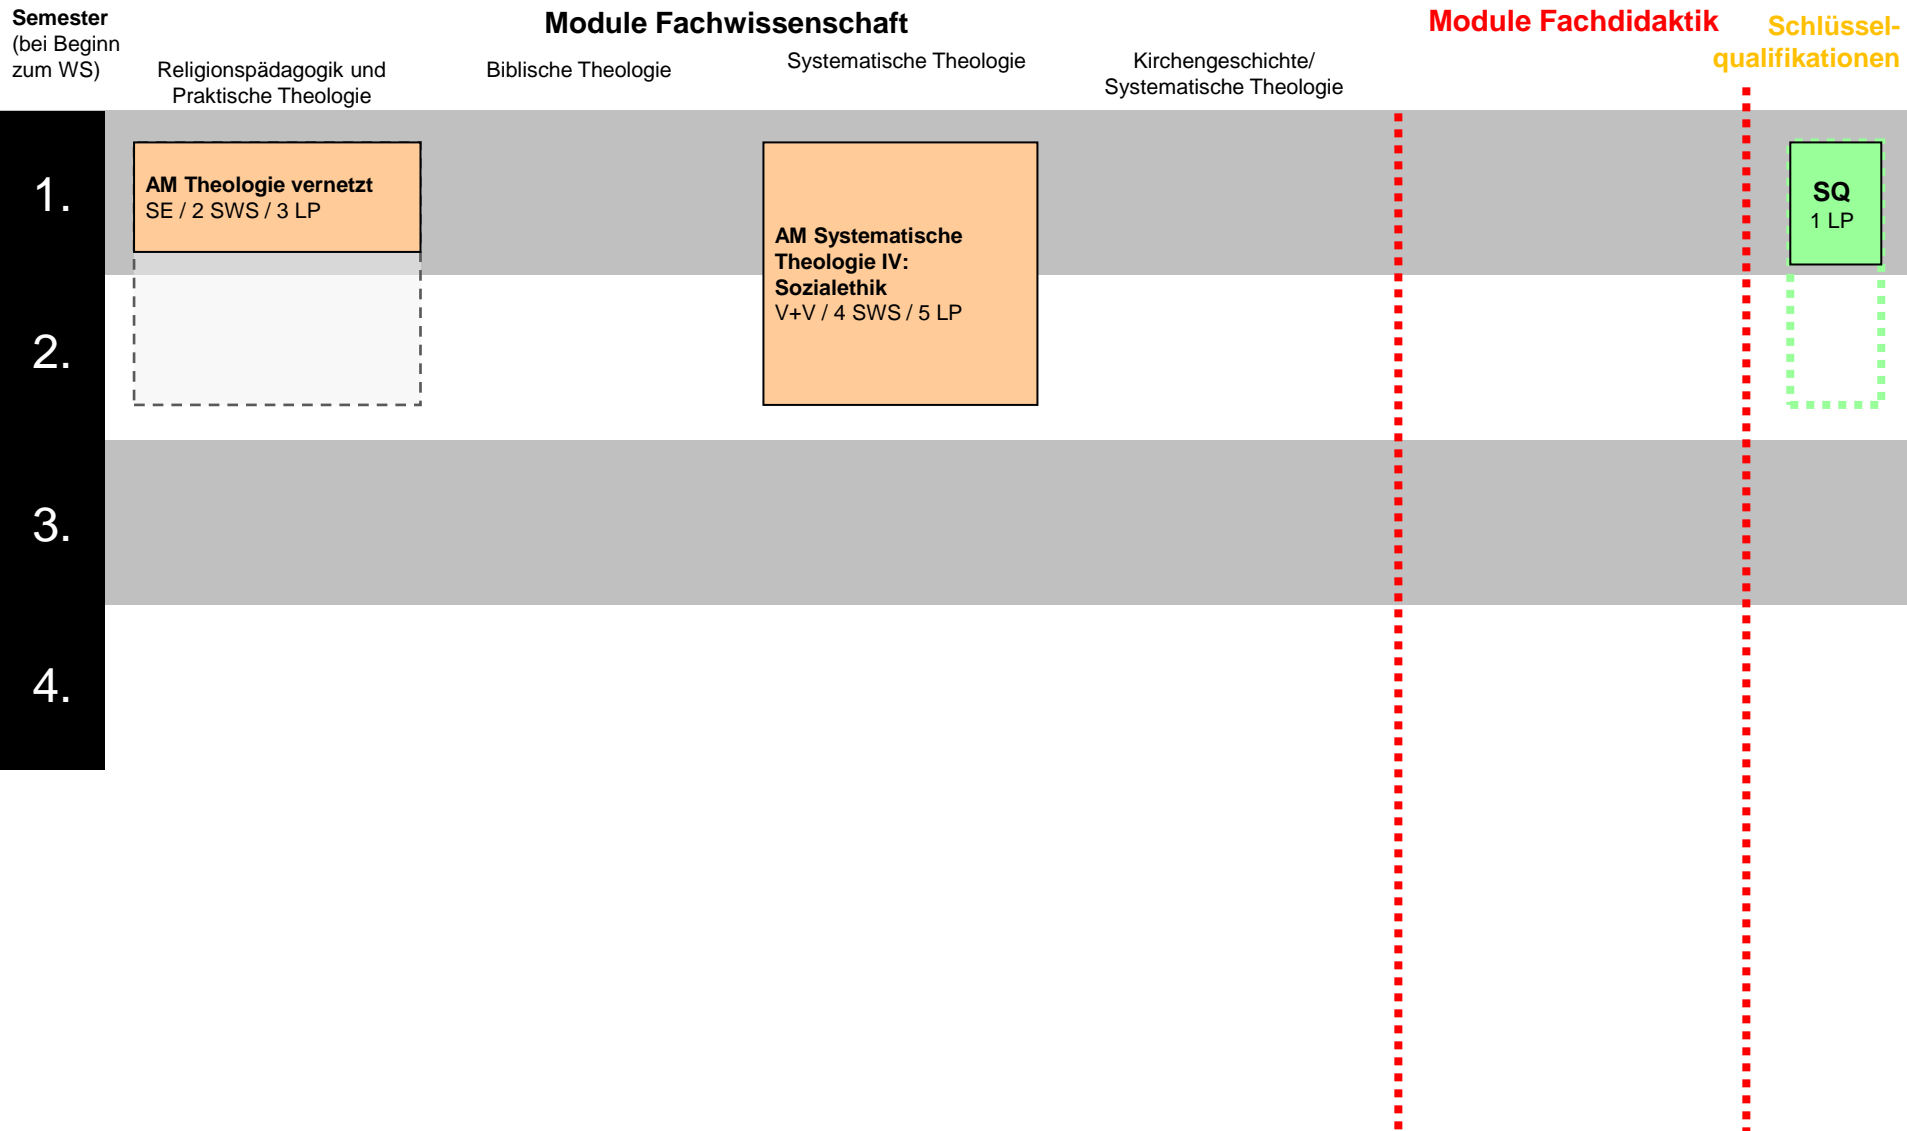 Semester
(bei Beginn
zum WS)
Module Fachwissenschaft
Module Fachdidaktik
Schlüssel-
qualifikationen
Religionspädagogik und
Praktische Theologie
Biblische Theologie
Systematische Theologie
Kirchengeschichte/
Systematische Theologie
1.
AM Theologie vernetzt
SE / 2 SWS / 3 LP
AM Systematische
Theologie IV:
Sozialethik
V+V / 4 SWS / 5 LP
SQ
1 LP
2.
3.
4.